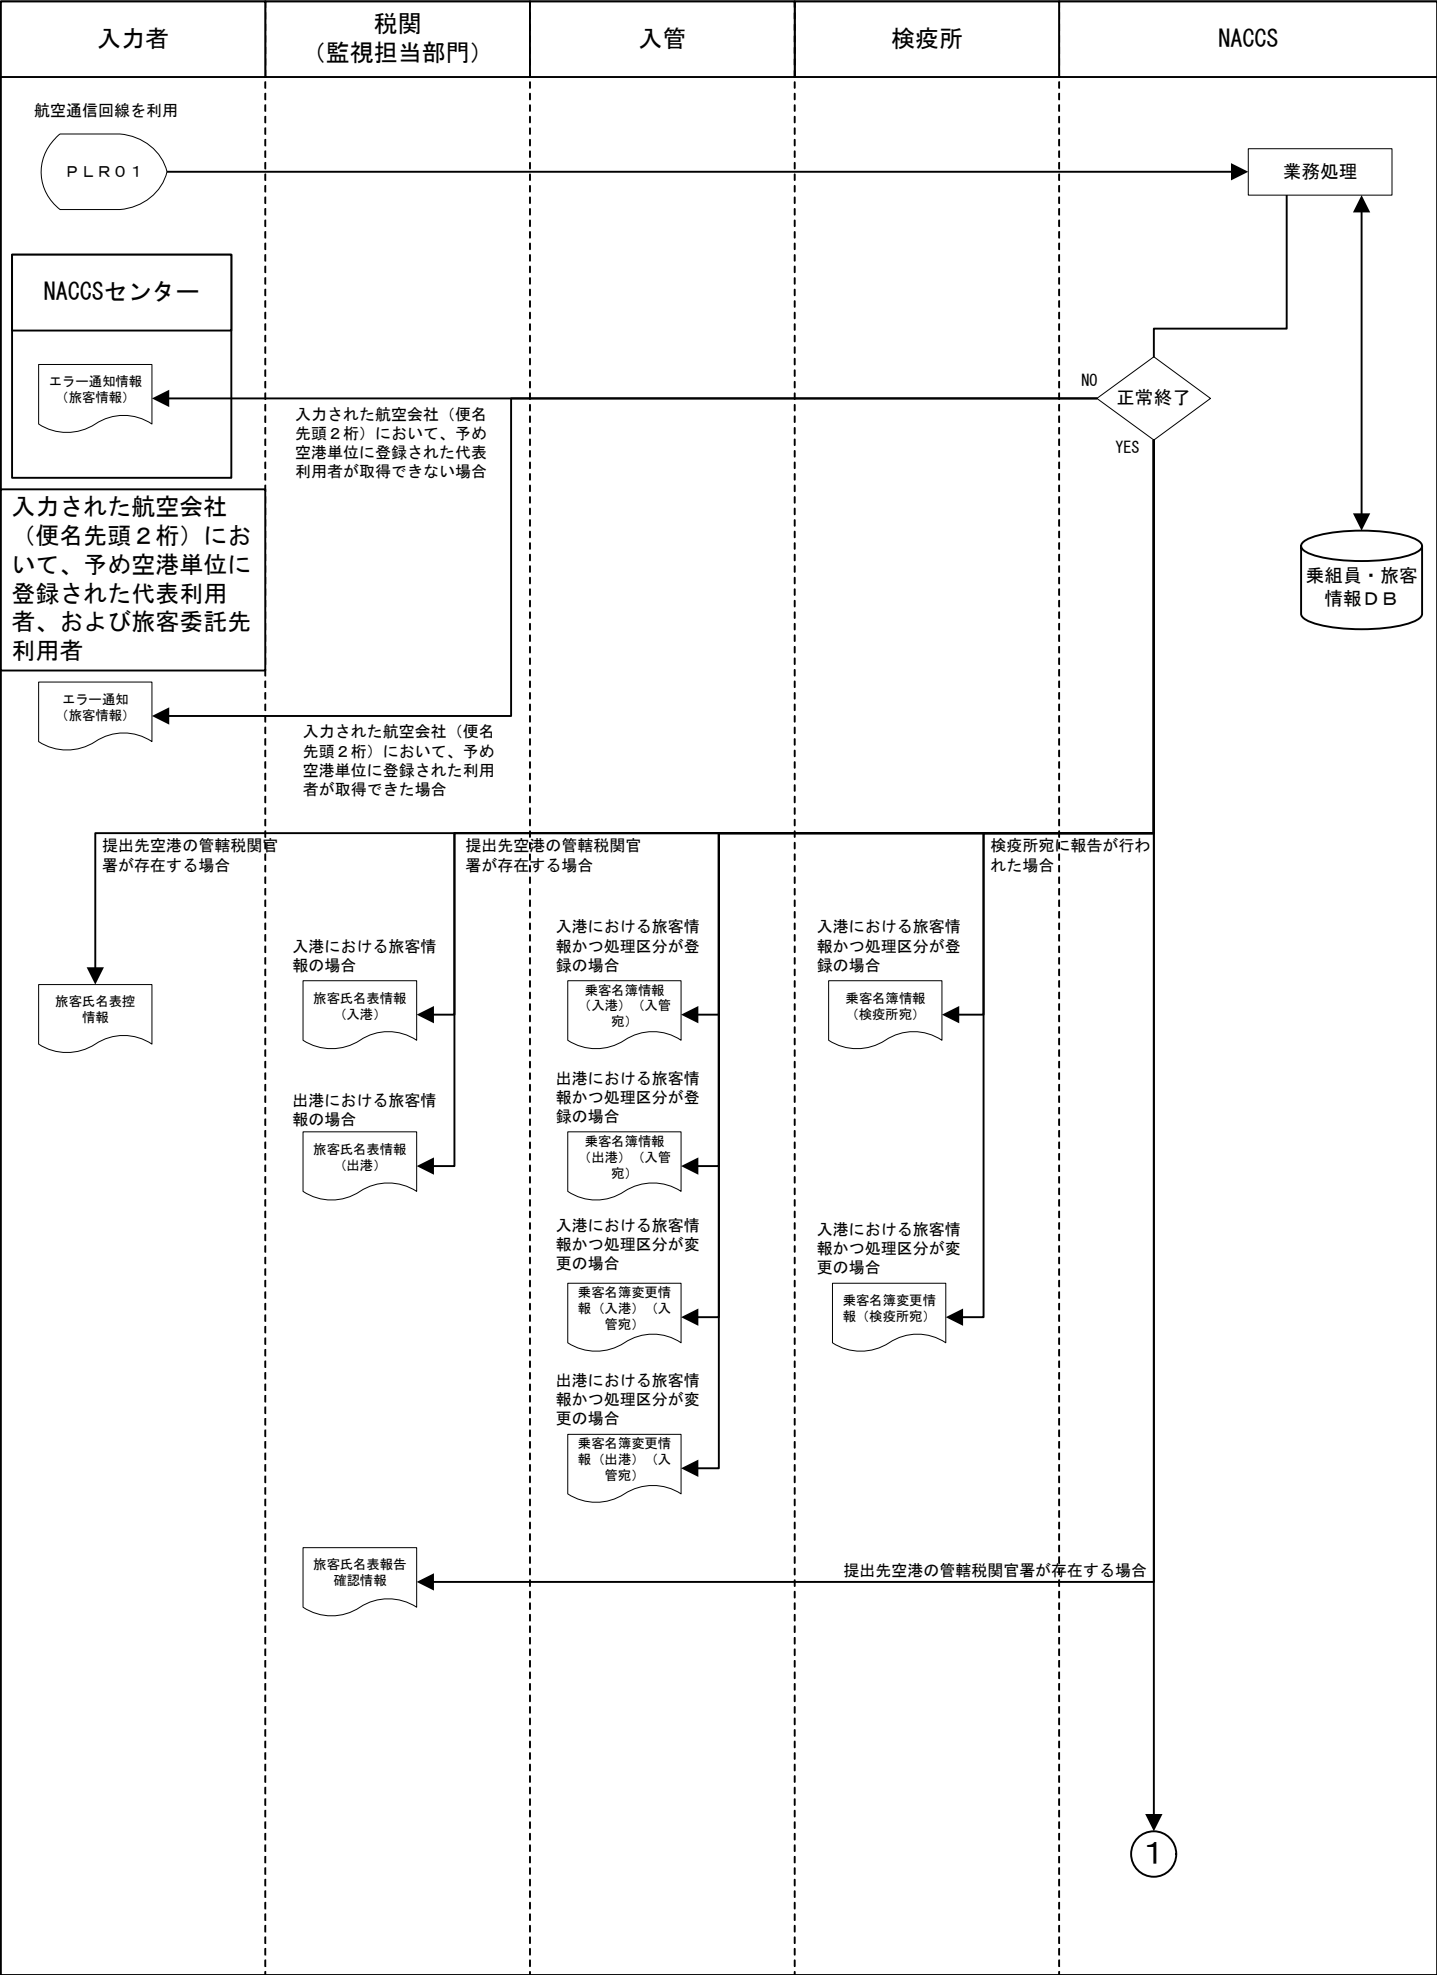 入力者
税関
（監視担当部門）
入管
検疫所
NACCS
航空通信回線を利用
ＰＬＲ０１
業務処理
NACCSセンター
エラー通知情報
（旅客情報）
NO
正常終了
YES
入力された航空会社（便名
先頭２桁）において、予め
空港単位に登録された代表
利用者が取得できない場合
入力された航空会社
（便名先頭２桁）にお
いて、予め空港単位に
登録された代表利用
者、および旅客委託先
利用者
乗組員・旅客
情報ＤＢ
エラー通知
（旅客情報）
入力された航空会社（便名
先頭２桁）において、予め
空港単位に登録された利用
者が取得できた場合
提出先空港の管轄税関官
署が存在する場合
提出先空港の管轄税関官
署が存在する場合
検疫所宛に報告が行わ
れた場合
旅客氏名表控
情報
入港における旅客情
報の場合
旅客氏名表情報
（入港）
出港における旅客情
報の場合
旅客氏名表情報
（出港）
入港における旅客情
報かつ処理区分が登
録の場合
乗客名簿情報
（入港）（入管
宛）
出港における旅客情
報かつ処理区分が登
録の場合
乗客名簿情報
（出港）（入管
宛）
入港における旅客情
報かつ処理区分が変
更の場合
乗客名簿変更情
報（入港）（入
管宛）
出港における旅客情
報かつ処理区分が変
更の場合
乗客名簿変更情
報（出港）（入
管宛）
入港における旅客情
報かつ処理区分が登
録の場合
乗客名簿情報
（検疫所宛）
入港における旅客情
報かつ処理区分が変
更の場合
乗客名簿変更情
報（検疫所宛）
旅客氏名表報告
確認情報
提出先空港の管轄税関官署が存在する場合
1